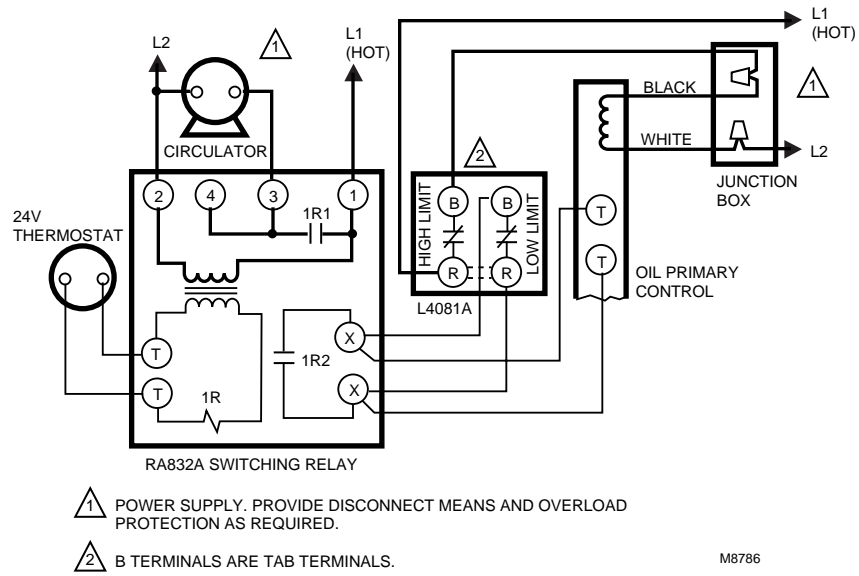 L2
1
L1
(HOT)
L1
(HOT)
CIRCULATOR
BLACK
WHITE
1
L2
JUNCTION
BOX
2
HIGH LIMIT
B
B
LOW LIMIT
R
R
L4081A
T
T
OIL PRIMARY
CONTROL
24V
THERMOSTAT
2
4
3
1
1R1
T
T
1R
1R2
X
X
RA832A SWITCHING RELAY
1 POWER SUPPLY. PROVIDE DISCONNECT MEANS AND OVERLOAD
PROTECTION AS REQUIRED.
2 B TERMINALS ARE TAB TERMINALS.
M8786